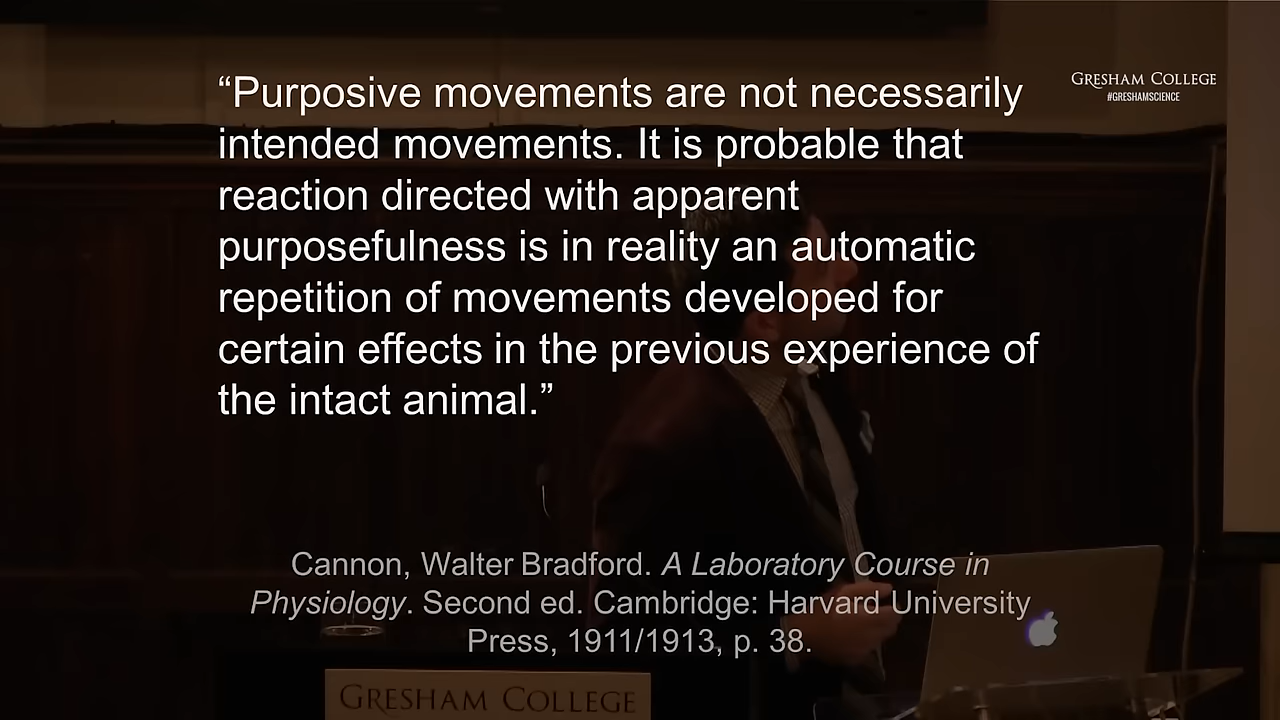 “Purposive movements are not necessarily
intended movements. It is probable that
reaction directed with apparent
purposefulness is in reality an automatic
repetition of movements developed for
certain effects in the previous experience of
the intact animal.”
GRESHAM COLLEGE
#GRESHAMSCIENCE
Cannon, Walter Bradford. A Laboratory Course in
Physiology. Second ed. Cambridge: Harvard University
Press, 1911/1913, p. 38.
GRESHAM COLLEGE